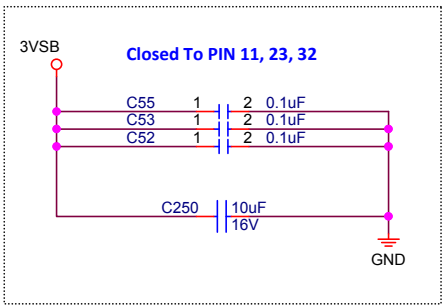 3VSB
Closed To PIN 11, 23, 32
C55 1 2 0.1uF
C53 1 2 0.1uF
C52 1 2 0.1uF
C250 10uF
16V
GND